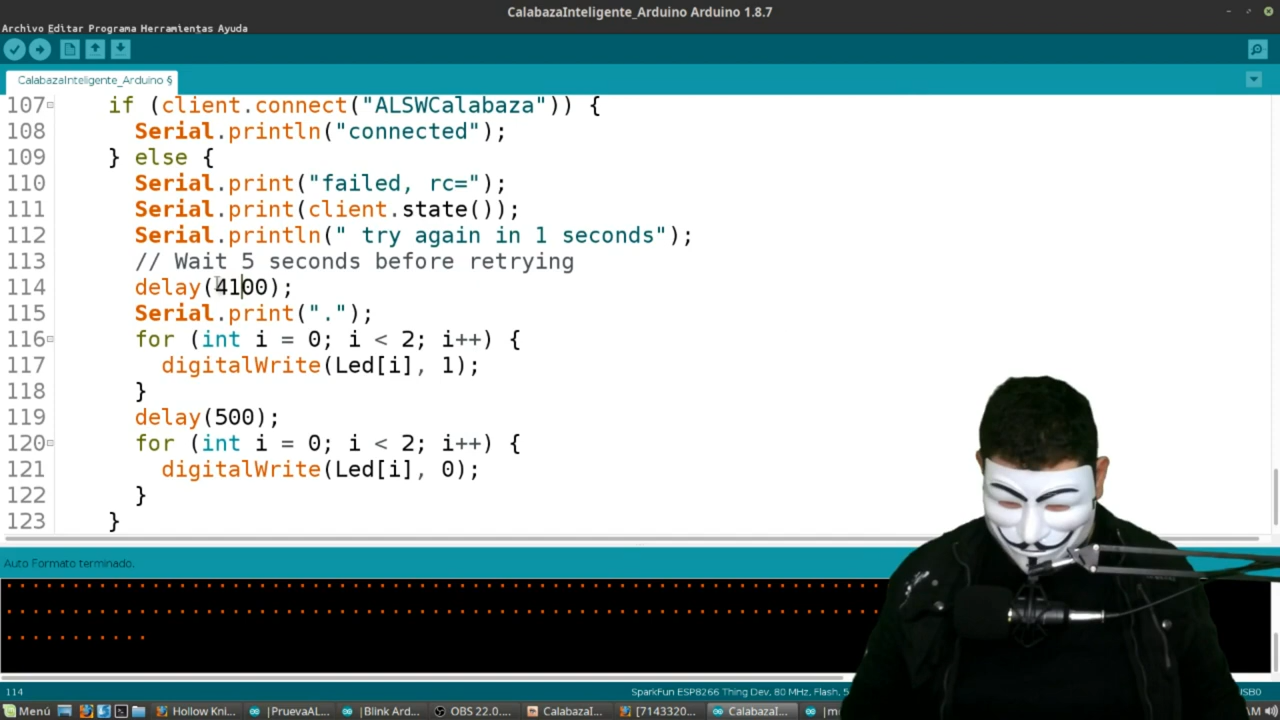 CalabazaInteligente_Arduino Arduino 1.8.7
Archivo Editar Programa Herramientas Ayuda
CalabazaInteligente_Arduino §
107 if (client.connect("ALSWCalabaza")) {
108 Serial.println("connected");
109 } else {
110 Serial.print("failed, rc=");
111 Serial.print(client.state());
112 Serial.println(" try again in 1 seconds");
113 // Wait 5 seconds before retrying
114 delay(4100);
115 Serial.print(".");
116 for (int i = 0; i < 2; i++) {
117 digitalWrite(Led[i], 1);
118 }
119 delay(500);
120 for (int i = 0; i < 2; i++) {
121 digitalWrite(Led[i], 0);
122 }
123 }
Auto Formato terminado.
114 SparkFun ESP8266 Thing Dev, 80 MHz, Flash, 5 USB0
Menú Hollow Kni... |PruevaAL... |Blink Ard... OBS 22.0.... CalabazaI... [7143320... CalabazaI...